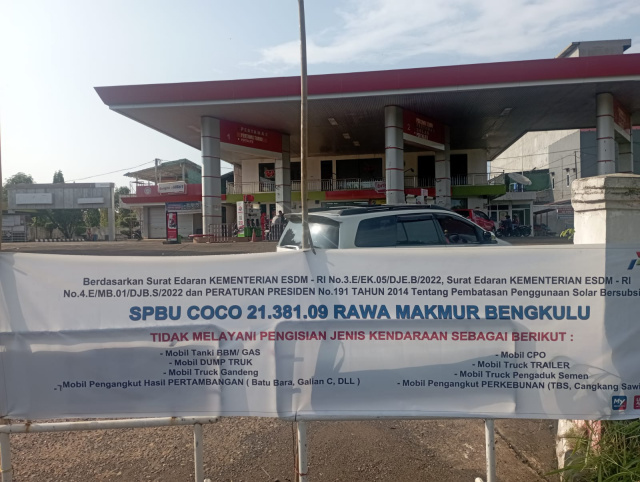 Berdasarkan Surat Edaran KEMENTERIAN ESDM - RI No.3.E/EK.05/DJE.B/2022, Surat Edaran KEMENTERIAN ESDM - RI
No.4.E/MB.01/DJB.S/2022 dan PERATURAN PRESIDEN No.191 TAHUN 2014 Tentang Pembatasan Penggunaan Solar Bersubsi
SPBU COCO 21.381.09 RAWA MAKMUR BENGKULU
TIDAK MELAYANI PENGISIAN JENIS KENDARAAN SEBAGAI BERIKUT :
- Mobil Tanki BBM/ GAS
- Mobil DUMP TRUK
- Mobil Truck Gandeng
- Mobil Pengangkut Hasil PERTAMBANGAN ( Batu Bara, Galian C, DLL )
- Mobil CPO
- Mobil Truk TRAILER
- Mobil Truck Pengaduk Semen
- Mobil Pengangkut PERKEBUNAN (TBS, Cangkang Sawi
MY